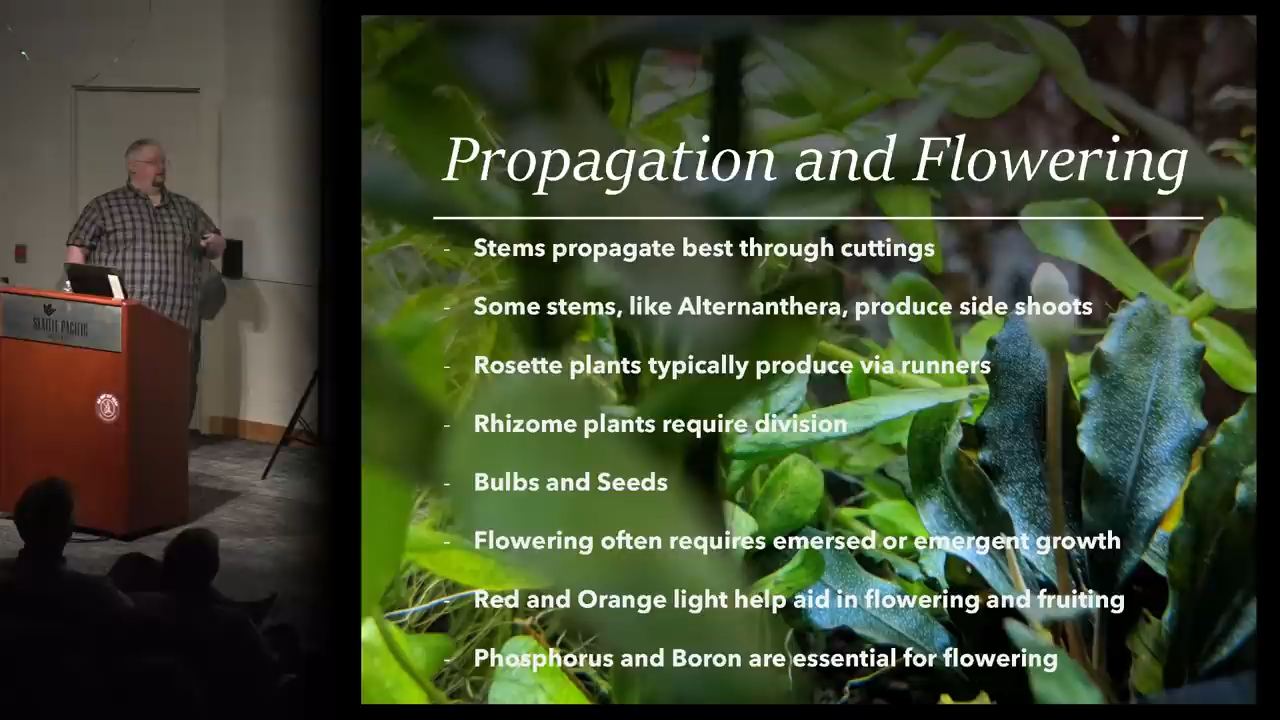 Propagation and Flowering
- Stems propagate best through cuttings
- Some stems, like Alternanthera, produce side shoots
- Rosette plants typically produce via runners
- Rhizome plants require division
- Bulbs and Seeds
- Flowering often requires emersed or emergent growth
- Red and Orange light help aid in flowering and fruiting
- Phosphorus and Boron are essential for flowering
SEATTLE PACIFIC